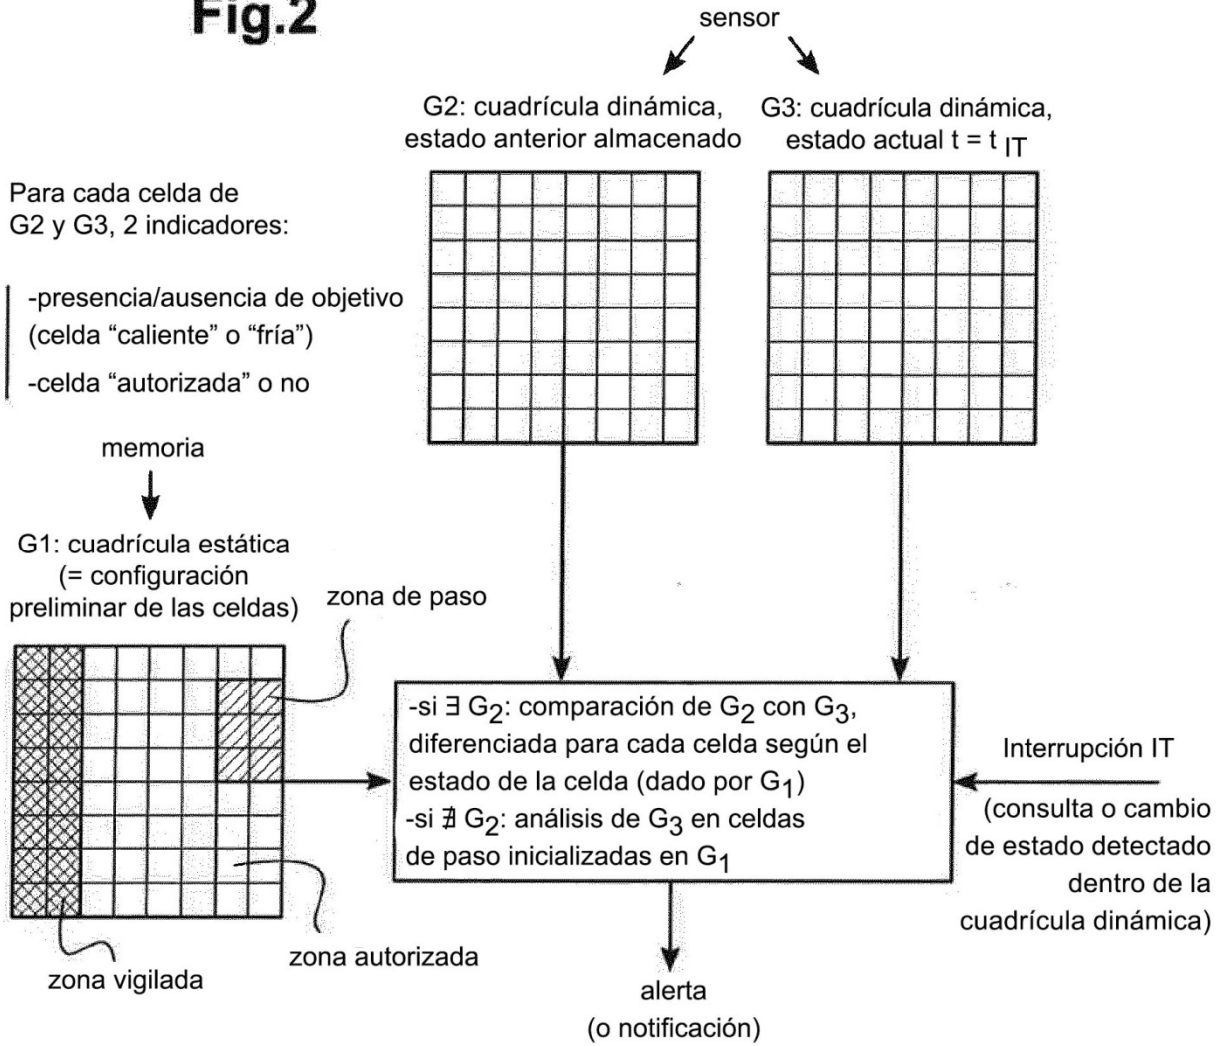 Fig.2
sensor
G2: cuadrícula dinámica,
estado anterior almacenado
G3: cuadrícula dinámica,
estado actual t = t IT
Para cada celda de
G2 y G3, 2 indicadores:
-presencia/ausencia de objetivo
(celda “caliente” o “fría”)
-celda “autorizada” o no
memoria
G1: cuadrícula estática
(= configuración
preliminar de las celdas)
zona de paso
-si ∃ G2: comparación de G2 con G3,
diferenciada para cada celda según el
estado de la celda (dado por G1)
-si ∄ G2: análisis de G3 en celdas
de paso inicializadas en G1
Interrupción IT
(consulta o cambio
de estado detectado
dentro de la
cuadrícula dinámica)
zona autorizada
zona vigilada
alerta
(o notificación)